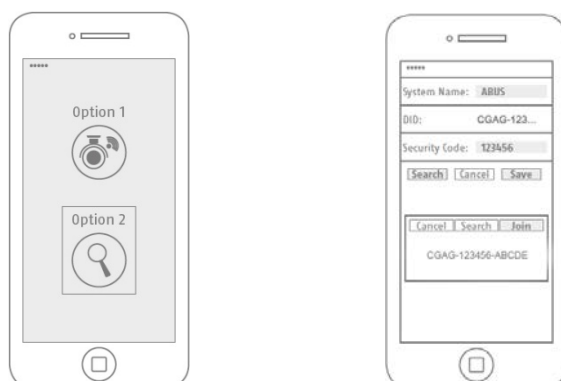 Option 1
Option 2
System Name: ABUS
DID: CGAG-123...
Security Code: 123456
Search Cancel Save
Cancel Search Join
CGAG-123456-ABCDE